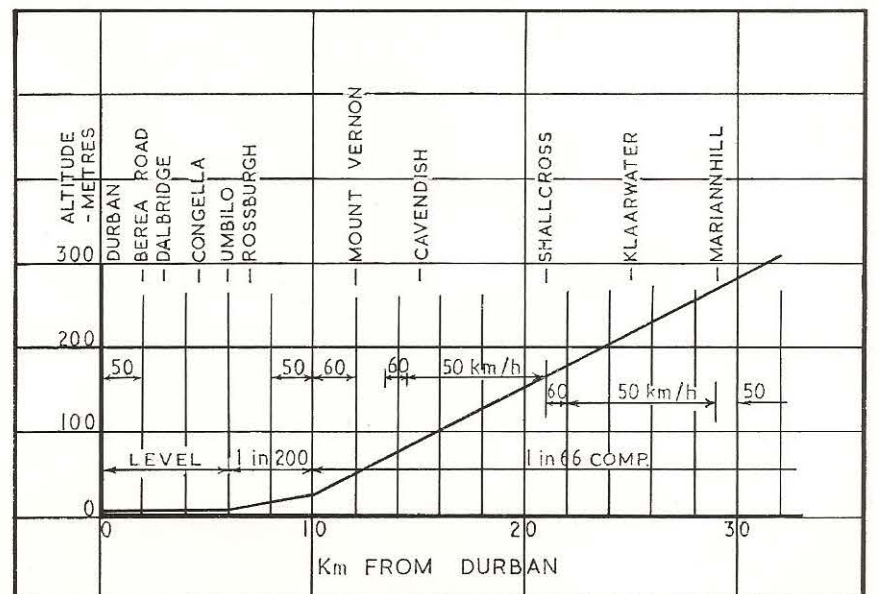 ALTITUDE
- METRES
DURBAN
- BEREA ROAD
- DALBRIDGE
- CONGELLA
- UMBILO
- ROSSBURGH
- MOUNT VERNON
- CAVENDISH
- SHALLCROSS
- KLAARWATER
- MARIANNHILL
300
200
50 50 60 60 50 km/h
60 50 km/h 50
100
LEVEL 1 in 200 1 in 66 COMP.
0
0 10 20 30
Km FROM DURBAN